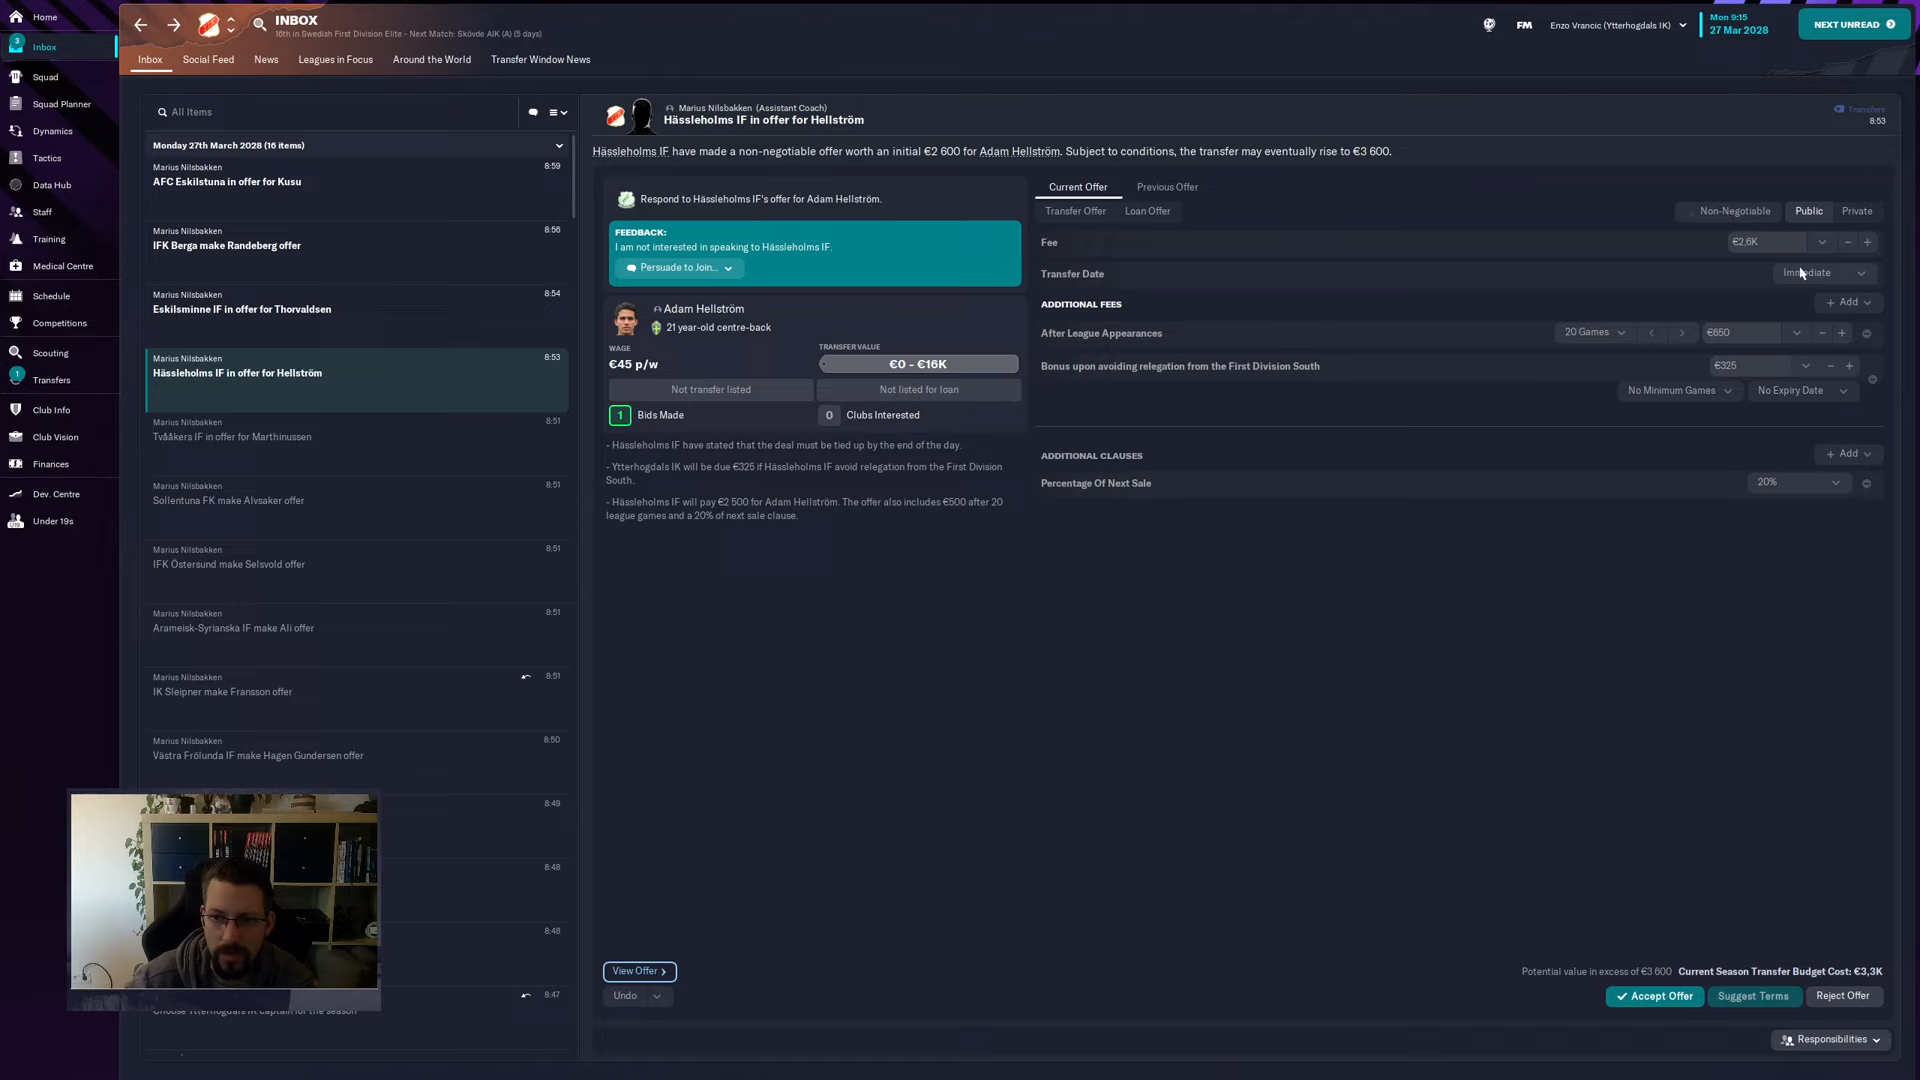 Home
3
Inbox
Squad
Squad Planner
Dynamics
Tactics
Data Hub
Staff
Training
Medical Centre
Schedule
Competitions
Scouting
1
Transfers
Club Info
Club Vision
Finances
Dev. Centre
Under 19s
INBOX
16th in Swedish First Division Elite - Next Match: Skövde AIK (A) (5 days)
FM
Enzo Vrancic (Ytterhogdals IK)
Mon 9:15
27 Mar 2028
NEXT UNREAD
Inbox
Social Feed
News
Leagues in Focus
Around the World
Transfer Window News
All Items
Monday 27th March 2028 (16 items)
Marius Nilsbakken 8:59
AFC Eskilstuna in offer for Kusu
Marius Nilsbakken 8:56
IFK Berga make Randeberg offer
Marius Nilsbakken 8:54
Eskilsminne IF in offer for Thorvaldsen
Marius Nilsbakken 8:53
Hässleholms IF in offer for Hellström
Marius Nilsbakken 8:51
Tvååkers IF in offer for Marthinussen
Marius Nilsbakken 8:51
Sollentuna FK make Alvsaker offer
Marius Nilsbakken 8:51
IFK Östersund make Selsvold offer
Marius Nilsbakken 8:51
Arameisk-Syrianska IF make Ali offer
Marius Nilsbakken 8:51
IK Sleipner make Fransson offer
Marius Nilsbakken 8:50
Västra Frölunda IF make Hagen Gundersen offer
8:49
8:48
8:48
8:47
Choose Ytterhogdals IK captain for the season
Marius Nilsbakken (Assistant Coach)
Hässleholms IF in offer for Hellström
Transfers
8:53
Hässleholms IF have made a non-negotiable offer worth an initial €2 600 for Adam Hellström. Subject to conditions, the transfer may eventually rise to €3 600.
Respond to Hässleholms IF's offer for Adam Hellström.
FEEDBACK:
I am not interested in speaking to Hässleholms IF.
Persuade to Join...
Adam Hellström
21 year-old centre-back
WAGE
€45 p/w
TRANSFER VALUE
€0 - €16K
Not transfer listed
Not listed for loan
1 Bids Made
0 Clubs Interested
- Hässleholms IF have stated that the deal must be tied up by the end of the day.
- Ytterhogdals IK will be due €325 if Hässleholms IF avoid relegation from the First Division
South.
- Hässleholms IF will pay €2 500 for Adam Hellström. The offer also includes €500 after 20
league games and a 20% of next sale clause.
Current Offer
Previous Offer
Transfer Offer
Loan Offer
Non-Negotiable
Public
Private
Fee €2,6K - +
Transfer Date Immediate
ADDITIONAL FEES + Add
After League Appearances 20 Games €650 - +
Bonus upon avoiding relegation from the First Division South €325 - +
No Minimum Games No Expiry Date
ADDITIONAL CLAUSES + Add
Percentage Of Next Sale 20%
View Offer >
Undo
Potential value in excess of €3 600 Current Season Transfer Budget Cost: €3,3K
Accept Offer
Suggest Terms
Reject Offer
Responsibilities